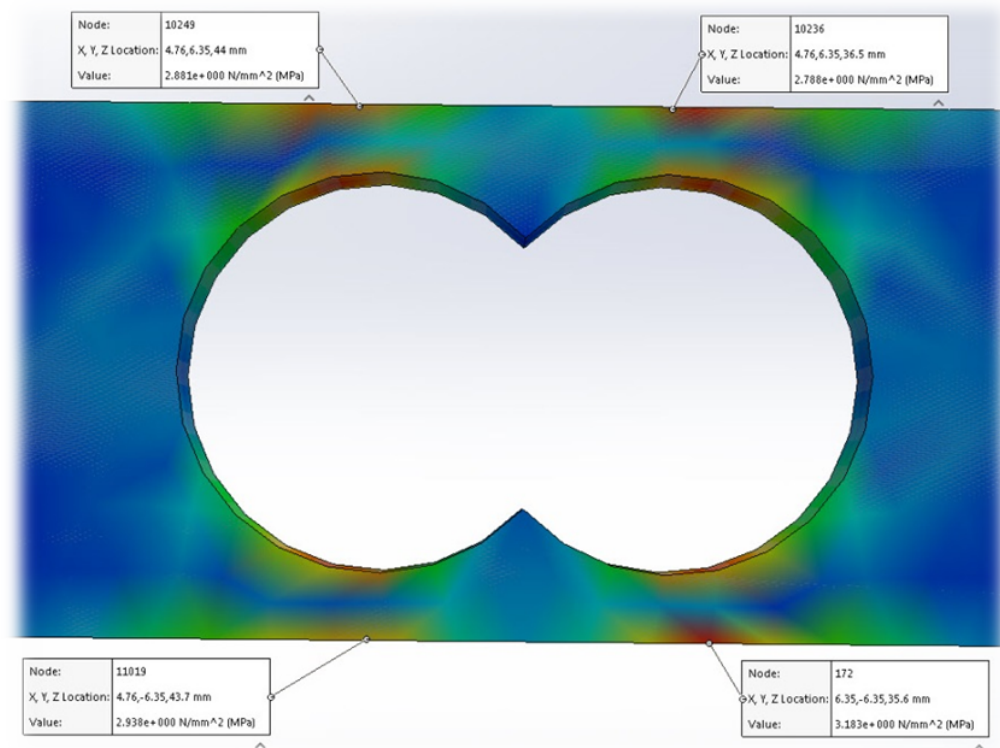 Node: 10249
X, Y, Z Location: 4.76,6.35,44 mm
Value: 2.881e+000 N/mm^2 (MPa)
Node: 10236
X, Y, Z Location: 4.76,6.35,36.5 mm
Value: 2.788e+000 N/mm^2 (MPa)
Node: 11019
X, Y, Z Location: 4.76,-6.35,43.7 mm
Value: 2.938e+000 N/mm^2 (MPa)
Node: 172
X, Y, Z Location: 6.35,-6.35,35.6 mm
Value: 3.183e+000 N/mm^2 (MPa)